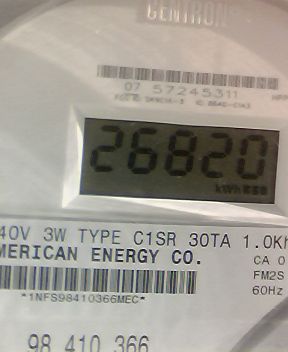 CENTRON
07 57245311
26820
kWh
40V 3W TYPE C1SR 30TA 1.0Kh
MERICAN ENERGY CO.
CA 0
FM2S
60Hz
*1NFS98410366MEC*
98 410 366